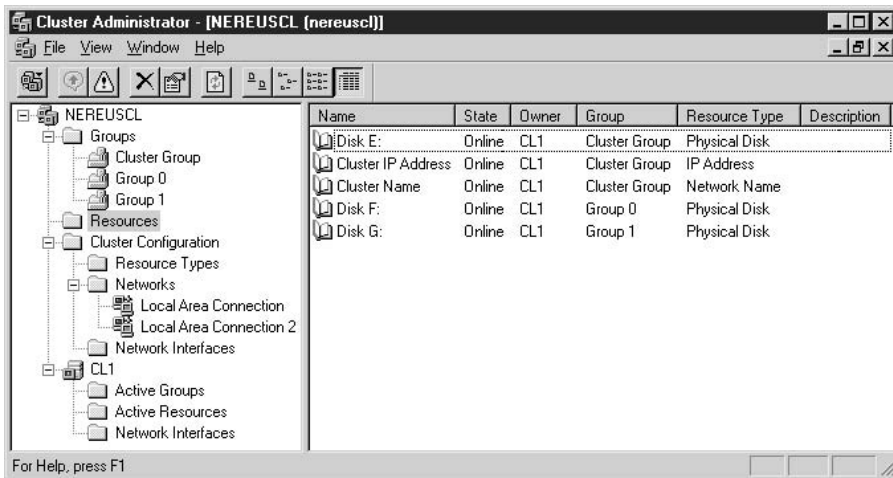 Cluster Administrator - [NEREUSCL (nereuscl)]
File View Window Help
NEREUSCL
Groups
Cluster Group
Group 0
Group 1
Resources
Cluster Configuration
Resource Types
Networks
Local Area Connection
Local Area Connection 2
Network Interfaces
CL1
Active Groups
Active Resources
Network Interfaces
Name State Owner Group Resource Type Description
Disk E: Online CL1 Cluster Group Physical Disk
Cluster IP Address Online CL1 Cluster Group IP Address
Cluster Name Online CL1 Cluster Group Network Name
Disk F: Online CL1 Group 0 Physical Disk
Disk G: Online CL1 Group 1 Physical Disk
For Help, press F1